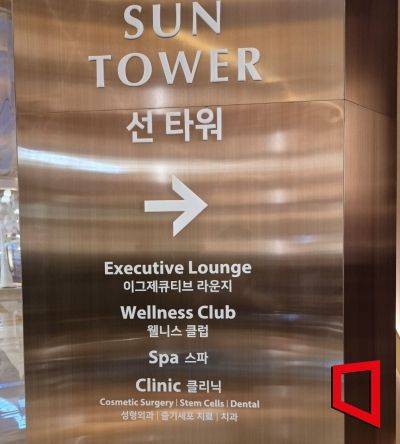 SUN
TOWER
선 타워
Executive Lounge
이그제큐티브 라운지
Wellness Club
웰니스 클럽
Spa 스파
Clinic 클리닉
Cosmetic Surgery | Stem Cells | Dental
성형외과 | 줄기세포 치료 | 치과